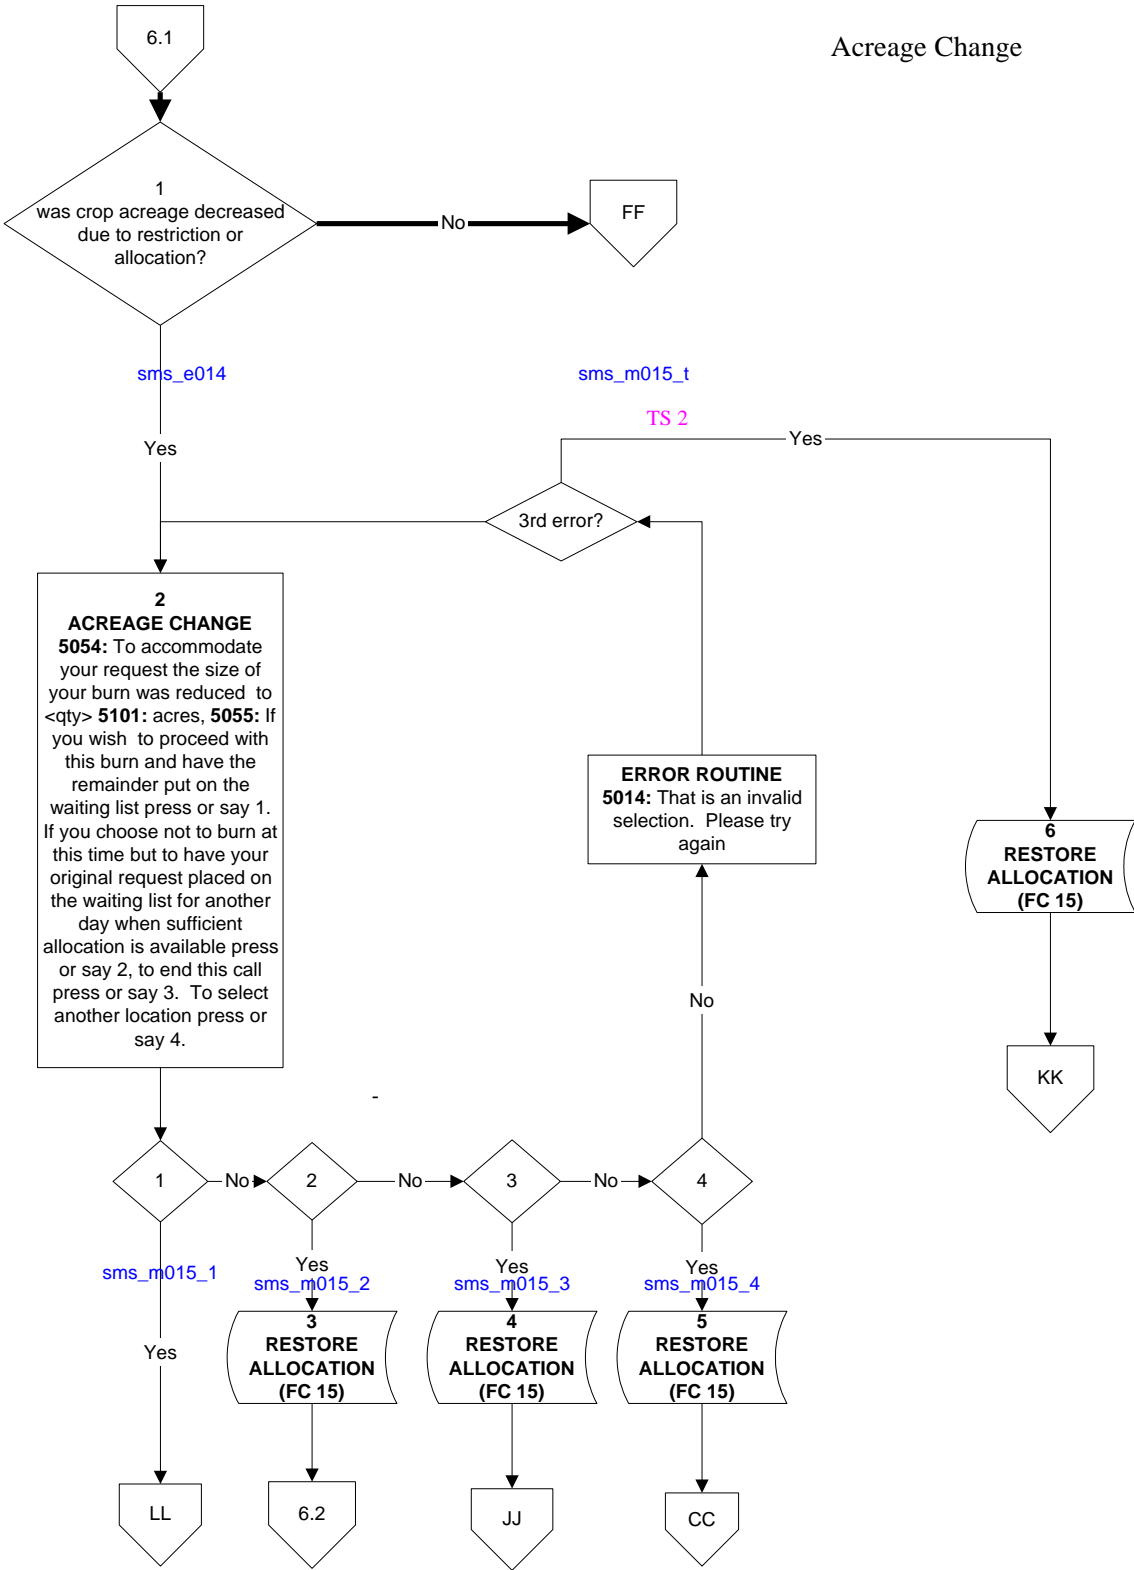 6.1
Acreage Change
1
was crop acreage decreased
due to restriction or
allocation?
No
FF
sms_e014
sms_m015_t
TS 2
Yes
Yes
3rd error?
2
ACREAGE CHANGE
5054: To accommodate
your request the size of
your burn was reduced to
<qty> 5101: acres, 5055: If
you wish to proceed with
this burn and have the
remainder put on the
waiting list press or say 1.
If you choose not to burn at
this time but to have your
original request placed on
the waiting list for another
day when sufficient
allocation is available press
or say 2, to end this call
press or say 3. To select
another location press or
say 4.
ERROR ROUTINE
5014: That is an invalid
selection. Please try
again
6
RESTORE
ALLOCATION
(FC 15)
No
KK
-
1
No
2
No
3
No
4
sms_m015_1
Yes
sms_m015_2
Yes
sms_m015_3
Yes
sms_m015_4
Yes
3
RESTORE
ALLOCATION
(FC 15)
4
RESTORE
ALLOCATION
(FC 15)
5
RESTORE
ALLOCATION
(FC 15)
LL
6.2
JJ
CC